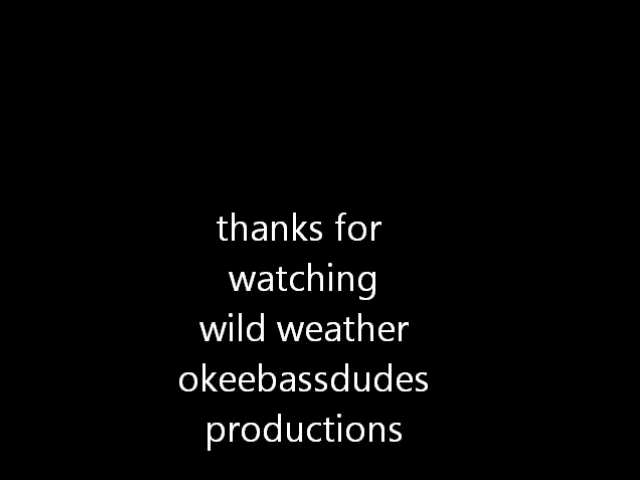 thanks for
watching
wild weather
okeebassdudes
productions